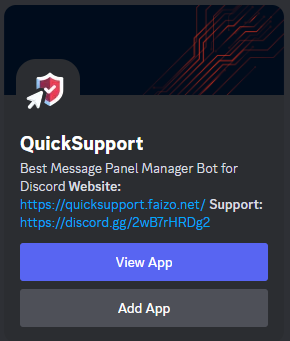 QuickSupport
Best Message Panel Manager Bot for
Discord Website:
https://quicksupport.faizo.net/ Support:
https://discord.gg/2wB7rHRDg2
View App
Add App